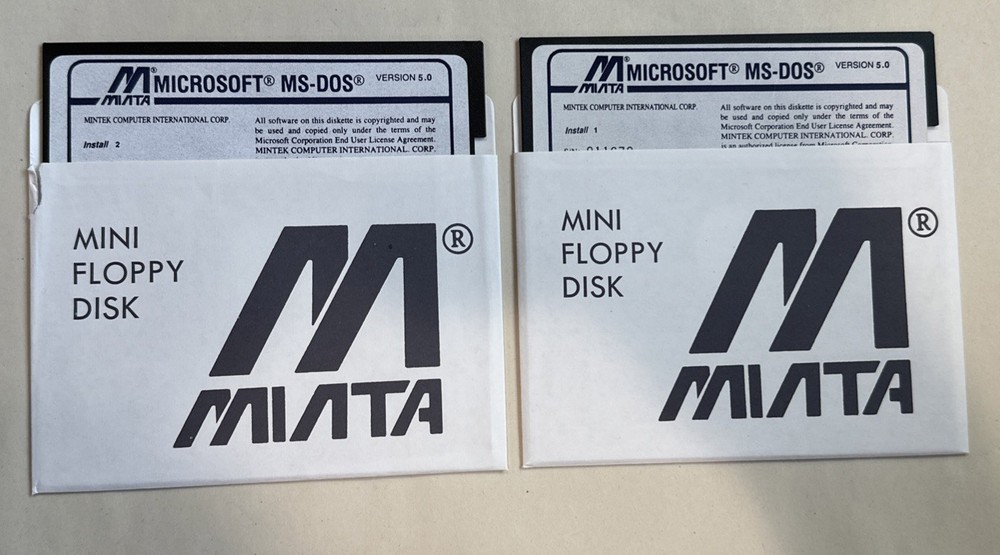 M® MIATA MICROSOFT® MS-DOS® VERSION 5.0
MINTEK COMPUTER INTERNATIONAL CORP.
Install 2
All software on this diskette is copyrighted and may
be used and copied only under the terms of the
Microsoft Corporation End User License Agreement.
MINTEK COMPUTER INTERNATIONAL. CORP.
MINI
FLOPPY
DISK
M®
MIATA
M® MIATA MICROSOFT® MS-DOS® VERSION 5.0
MINTEK COMPUTER INTERNATIONAL CORP.
Install 1
All software on this diskette is copyrighted and may
be used and copied only under the terms of the
Microsoft Corporation End User License Agreement.
MINTEK COMPUTER INTERNATIONAL. CORP.
is an authorized license from Microsoft Corporation
MINI
FLOPPY
DISK
M®
MIATA